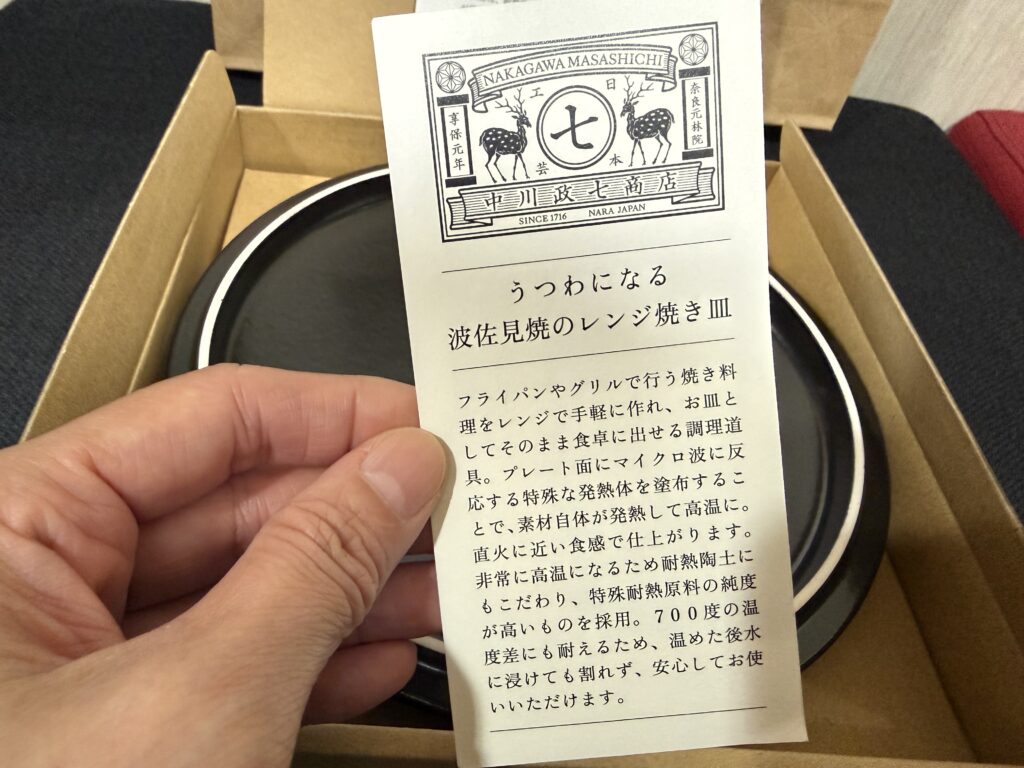 NAKAGAWA MASASHICHI
工 日
享保元年
七
奈良元林院
芸 本
中川政七商店
SINCE 1716 NARA JAPAN
うつわになる
波佐見焼のレンジ焼き皿
フライパンやグリルで行う焼き料
理をレンジで手軽に作れ、お皿と
してそのまま食卓に出せる調理道
具。プレート面にマイクロ波に反
応する特殊な発熱体を塗布するこ
とで、素材自体が発熱して高温に。
直火に近い食感で仕上がります。
非常に高温になるため耐熱陶土に
もこだわり、特殊耐熱原料の純度
が高いものを採用。700度の温
度差にも耐えるため、温めた後水
に浸けても割れず、安心してお使
いいただけます。